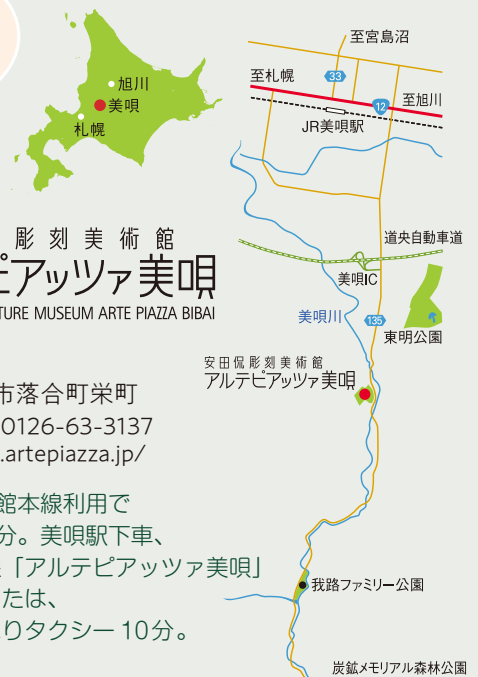 旭川
美唄
札幌
彫刻美術館
ピアッツァ美唄
TURE MUSEUM ARTE PIAZZA BIBAI
市落合町栄町
0126-63-3137
.artepiazza.jp/
館本線利用で
分。美唄駅下車、
「アルテピアッツァ美唄」
たは、
りタクシー10分。
至宮島沼
33
至札幌
12
至旭川
JR美唄駅
道央自動車道
美唄IC
美唄川
135
東明公園
安田侃彫刻美術館
アルテピアッツァ美唄
我路ファミリー公園
炭鉱メモリアル森林公園